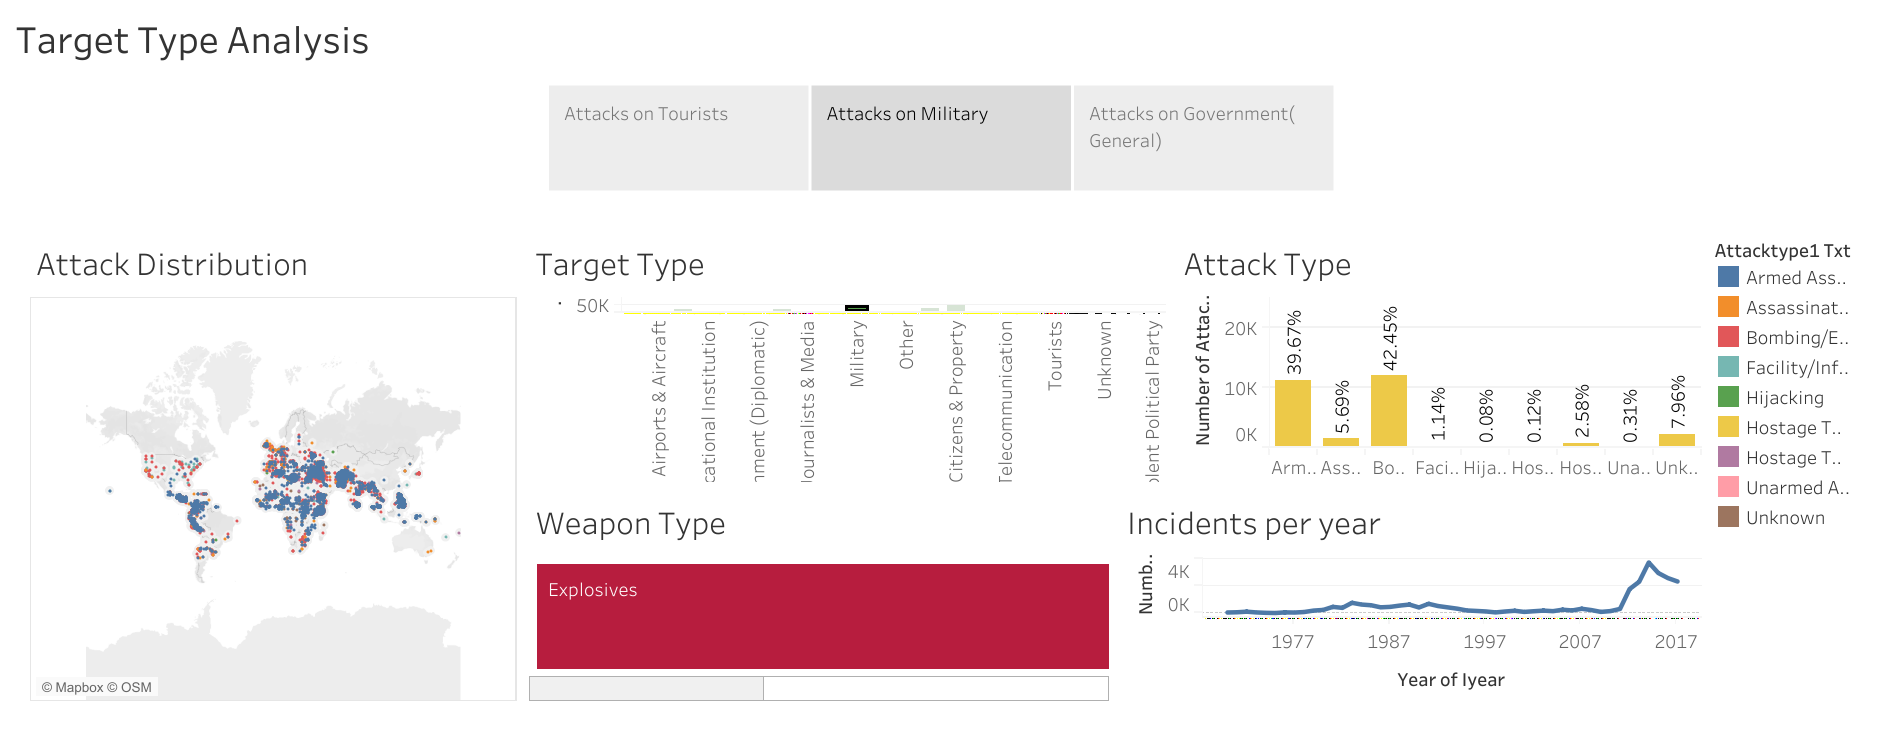 Target Type Analysis
Attacks on Tourists
Attacks on Military
Attacks on Government(
General)
Attack Distribution
© Mapbox © OSM
Target Type
50K
Airports & Aircraft
cational Institution
nment (Diplomatic)
Journalists & Media
Military
Other
Citizens & Property
Telecommunication
Tourists
Unknown
olent Political Party
Attack Type
Number of Attac..
20K
10K
0K
39.67%
5.69%
42.45%
1.14%
0.08%
0.12%
2.58%
0.31%
7.96%
Arm..
Ass..
Bo..
Faci..
Hija..
Hos..
Hos..
Una..
Unk..
Attacktype1 Txt
Armed Ass..
Assassinat..
Bombing/E..
Facility/Inf..
Hijacking
Hostage T..
Hostage T..
Unarmed A..
Unknown
Weapon Type
Explosives
Incidents per year
Numb..
4K
0K
1977
1987
1997
2007
2017
Year of Iyear